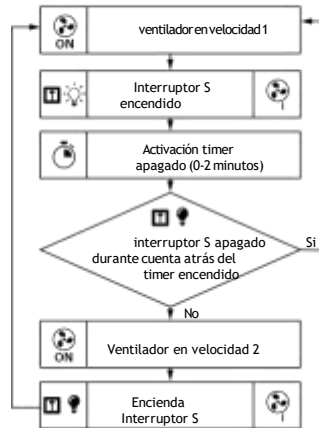 ON
ventilador en velocidad 1
Interruptor S
encendido
Activación timer
apagado (0-2 minutos)
interruptor S apagado
durante cuenta atrás del
timer encendido
Si
No
ON
Ventilador en velocidad 2
Encienda
Interruptor S